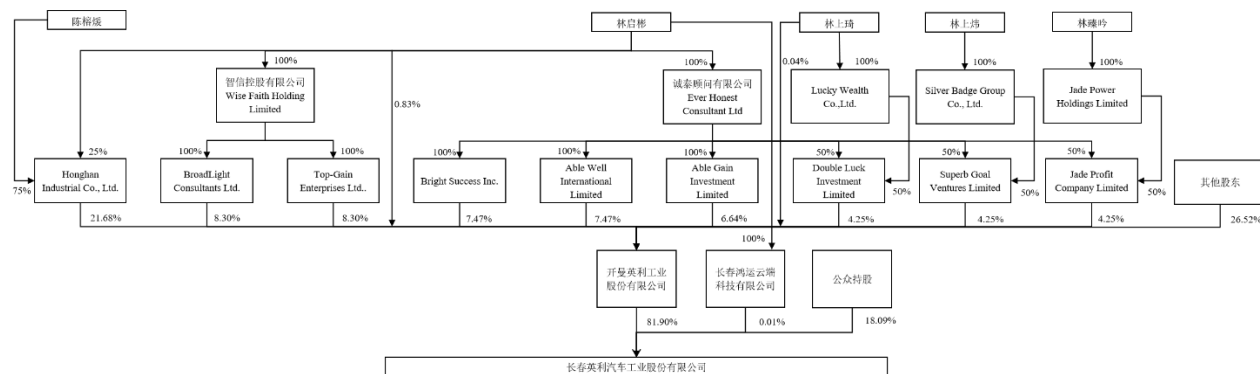 陈榕煖
林启彬
林上琦
林上炜
林臻吟
100%
100%
0.04%
100%
100%
100%
智信控股有限公司
Wise Faith Holding
Limited
0.83%
诚泰顾问有限公司
Ever Honest
Consultant Ltd
Lucky Wealth
Co.,Ltd.
Silver Badge Group
Co., Ltd.
Jade Power
Holdings Limited
25%
100%
100%
100%
100%
100%
50%
50%
50%
75%
Honghan
Industrial Co., Ltd.
BroadLight
Consultants Ltd.
Top-Gain
Enterprises Ltd..
Bright Success Inc.
Able Well
International
Limited
Able Gain
Investment
Limited
Double Luck
Investment
Limited
50%
Superb Goal
Ventures Limited
50%
Jade Profit
Company Limited
50%
其他股东
21.68%
8.30%
8.30%
7.47%
7.47%
6.64%
4.25%
4.25%
4.25%
26.52%
100%
开曼英利工业
股份有限公司
长春鸿运云端
科技有限公司
公众持股
81.90%
0.01%
18.09%
长春英利汽车工业股份有限公司